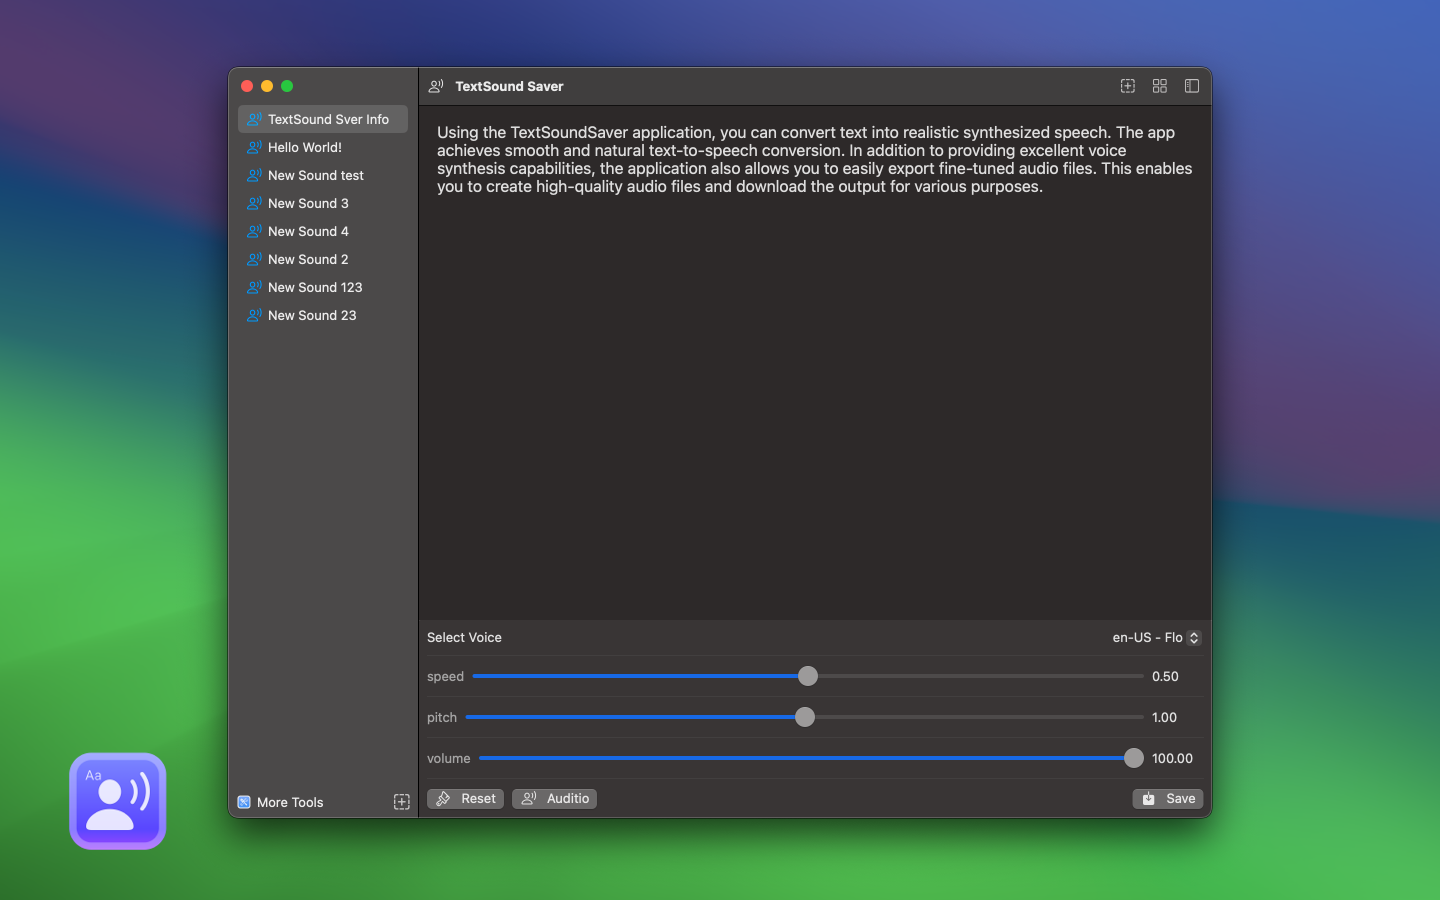 TextSound Saver
TextSound Sver Info
Hello World!
New Sound test
New Sound 3
New Sound 4
New Sound 2
New Sound 123
New Sound 23
More Tools
Using the TextSoundSaver application, you can convert text into realistic synthesized speech. The app
achieves smooth and natural text-to-speech conversion. In addition to providing excellent voice
synthesis capabilities, the application also allows you to easily export fine-tuned audio files. This enables
you to create high-quality audio files and download the output for various purposes.
Select Voice en-US - Flo
speed 0.50
pitch 1.00
volume 100.00
Reset Auditio Save
Aa